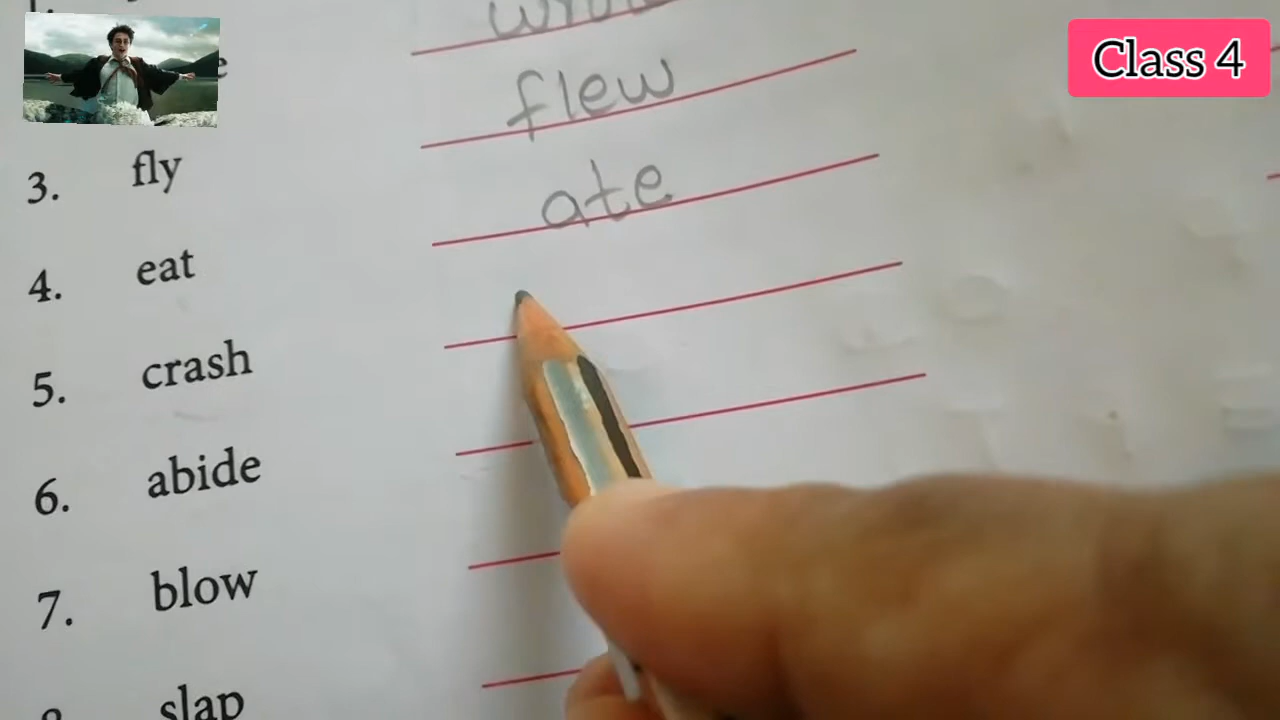 Class 4
3. fly flew
4. eat ate
5. crash
6. abide
7. blow
slap